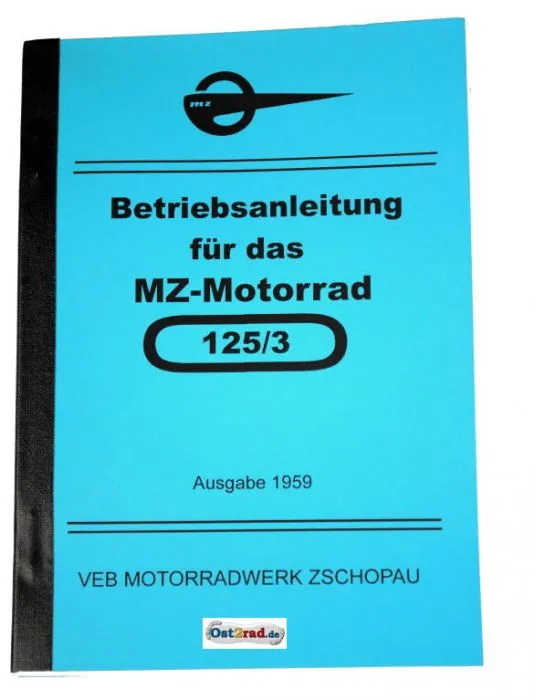 mz
Betriebsanleitung
für das
MZ-Motorrad
125/3
Ausgabe 1959
VEB MOTORRADWERK ZSCHOPAU
Ost2rad.de